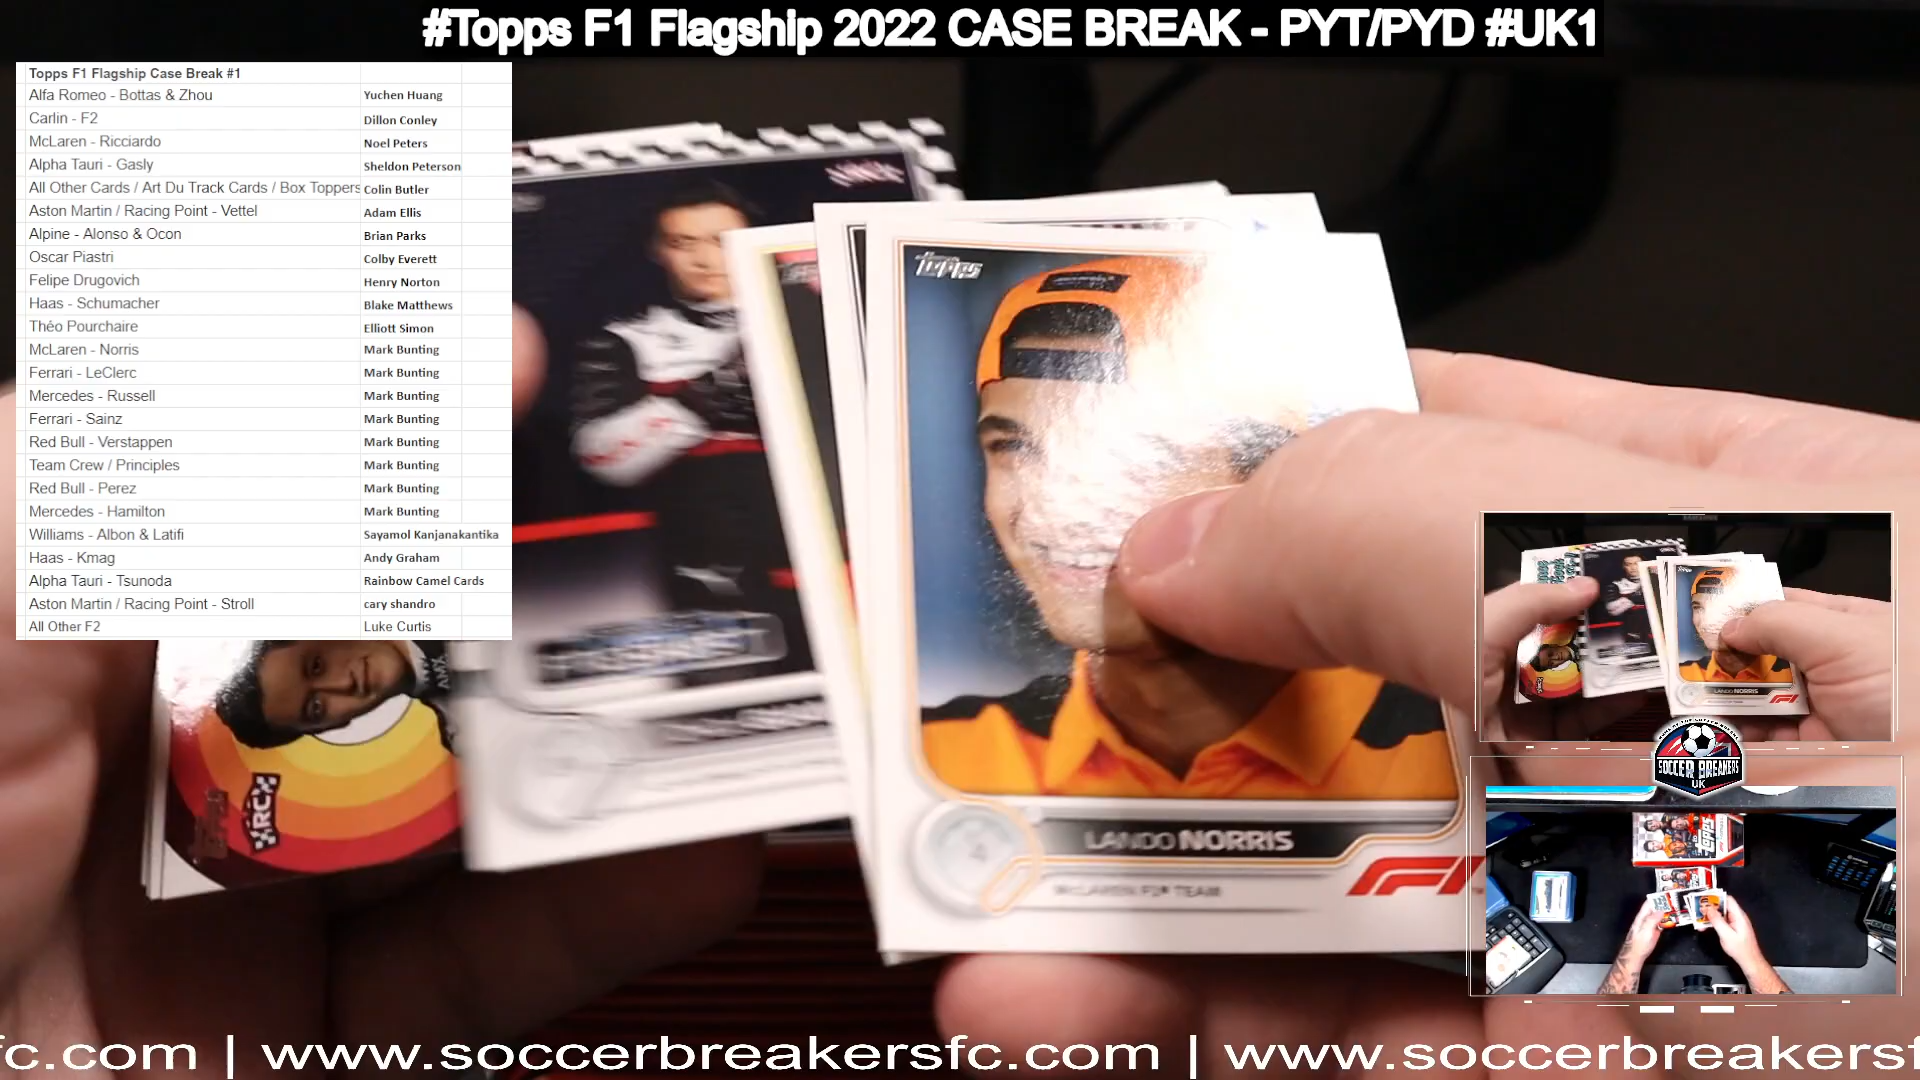 #Topps F1 Flagship 2022 CASE BREAK - PYT/PYD #UK1
Topps F1 Flagship Case Break #1
Alfa Romeo - Bottas & Zhou Yuchen Huang
Carlin - F2 Dillon Conley
McLaren - Ricciardo Noel Peters
Alpha Tauri - Gasly Sheldon Peterson
All Other Cards / Art Du Track Cards / Box Toppers Colin Butler
Aston Martin / Racing Point - Vettel Adam Ellis
Alpine - Alonso & Ocon Brian Parks
Oscar Piastri Colby Everett
Felipe Drugovich Henry Norton
Haas - Schumacher Blake Matthews
Théo Pourchaire Elliott Simon
McLaren - Norris Mark Bunting
Ferrari - LeClerc Mark Bunting
Mercedes - Russell Mark Bunting
Ferrari - Sainz Mark Bunting
Red Bull - Verstappen Mark Bunting
Team Crew / Principles Mark Bunting
Red Bull - Perez Mark Bunting
Mercedes - Hamilton Mark Bunting
Williams - Albon & Latifi Sayamol Kanjanakantika
Haas - Kmag Andy Graham
Alpha Tauri - Tsunoda Rainbow Camel Cards
Aston Martin / Racing Point - Stroll cary shandro
All Other F2 Luke Curtis
Topps
RC
LANDO NORRIS
McLAREN F1 TEAM
F1
LANDO NORRIS
SOCCER BREAKERS
UK
fc.com | www.soccerbreakersfc.com | www.soccerbreakersf